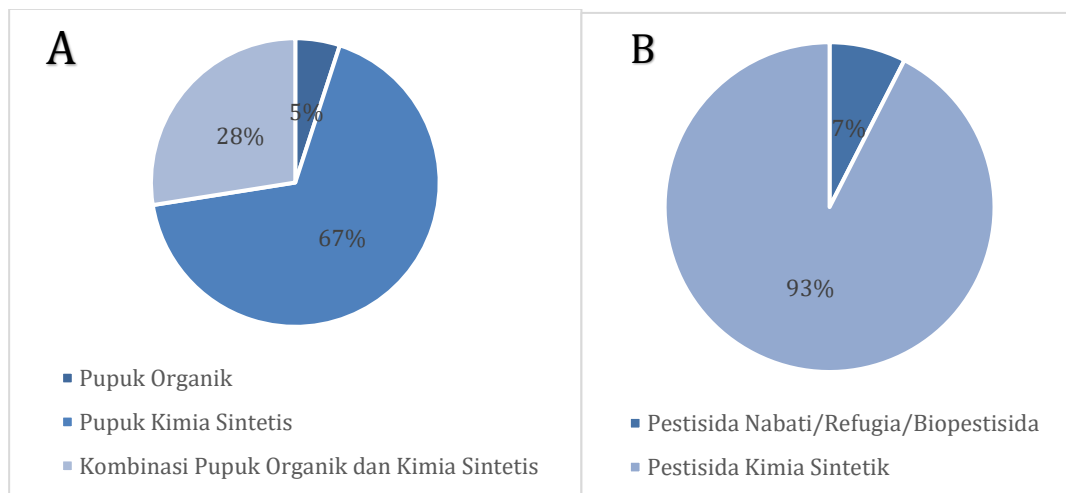 A
5%
28%
67%
Pupuk Organik
Pupuk Kimia Sintetis
Kombinasi Pupuk Organik dan Kimia Sintetis
B
7%
93%
Pestisida Nabati/Refugia/Biopestisida
Pestisida Kimia Sintetik